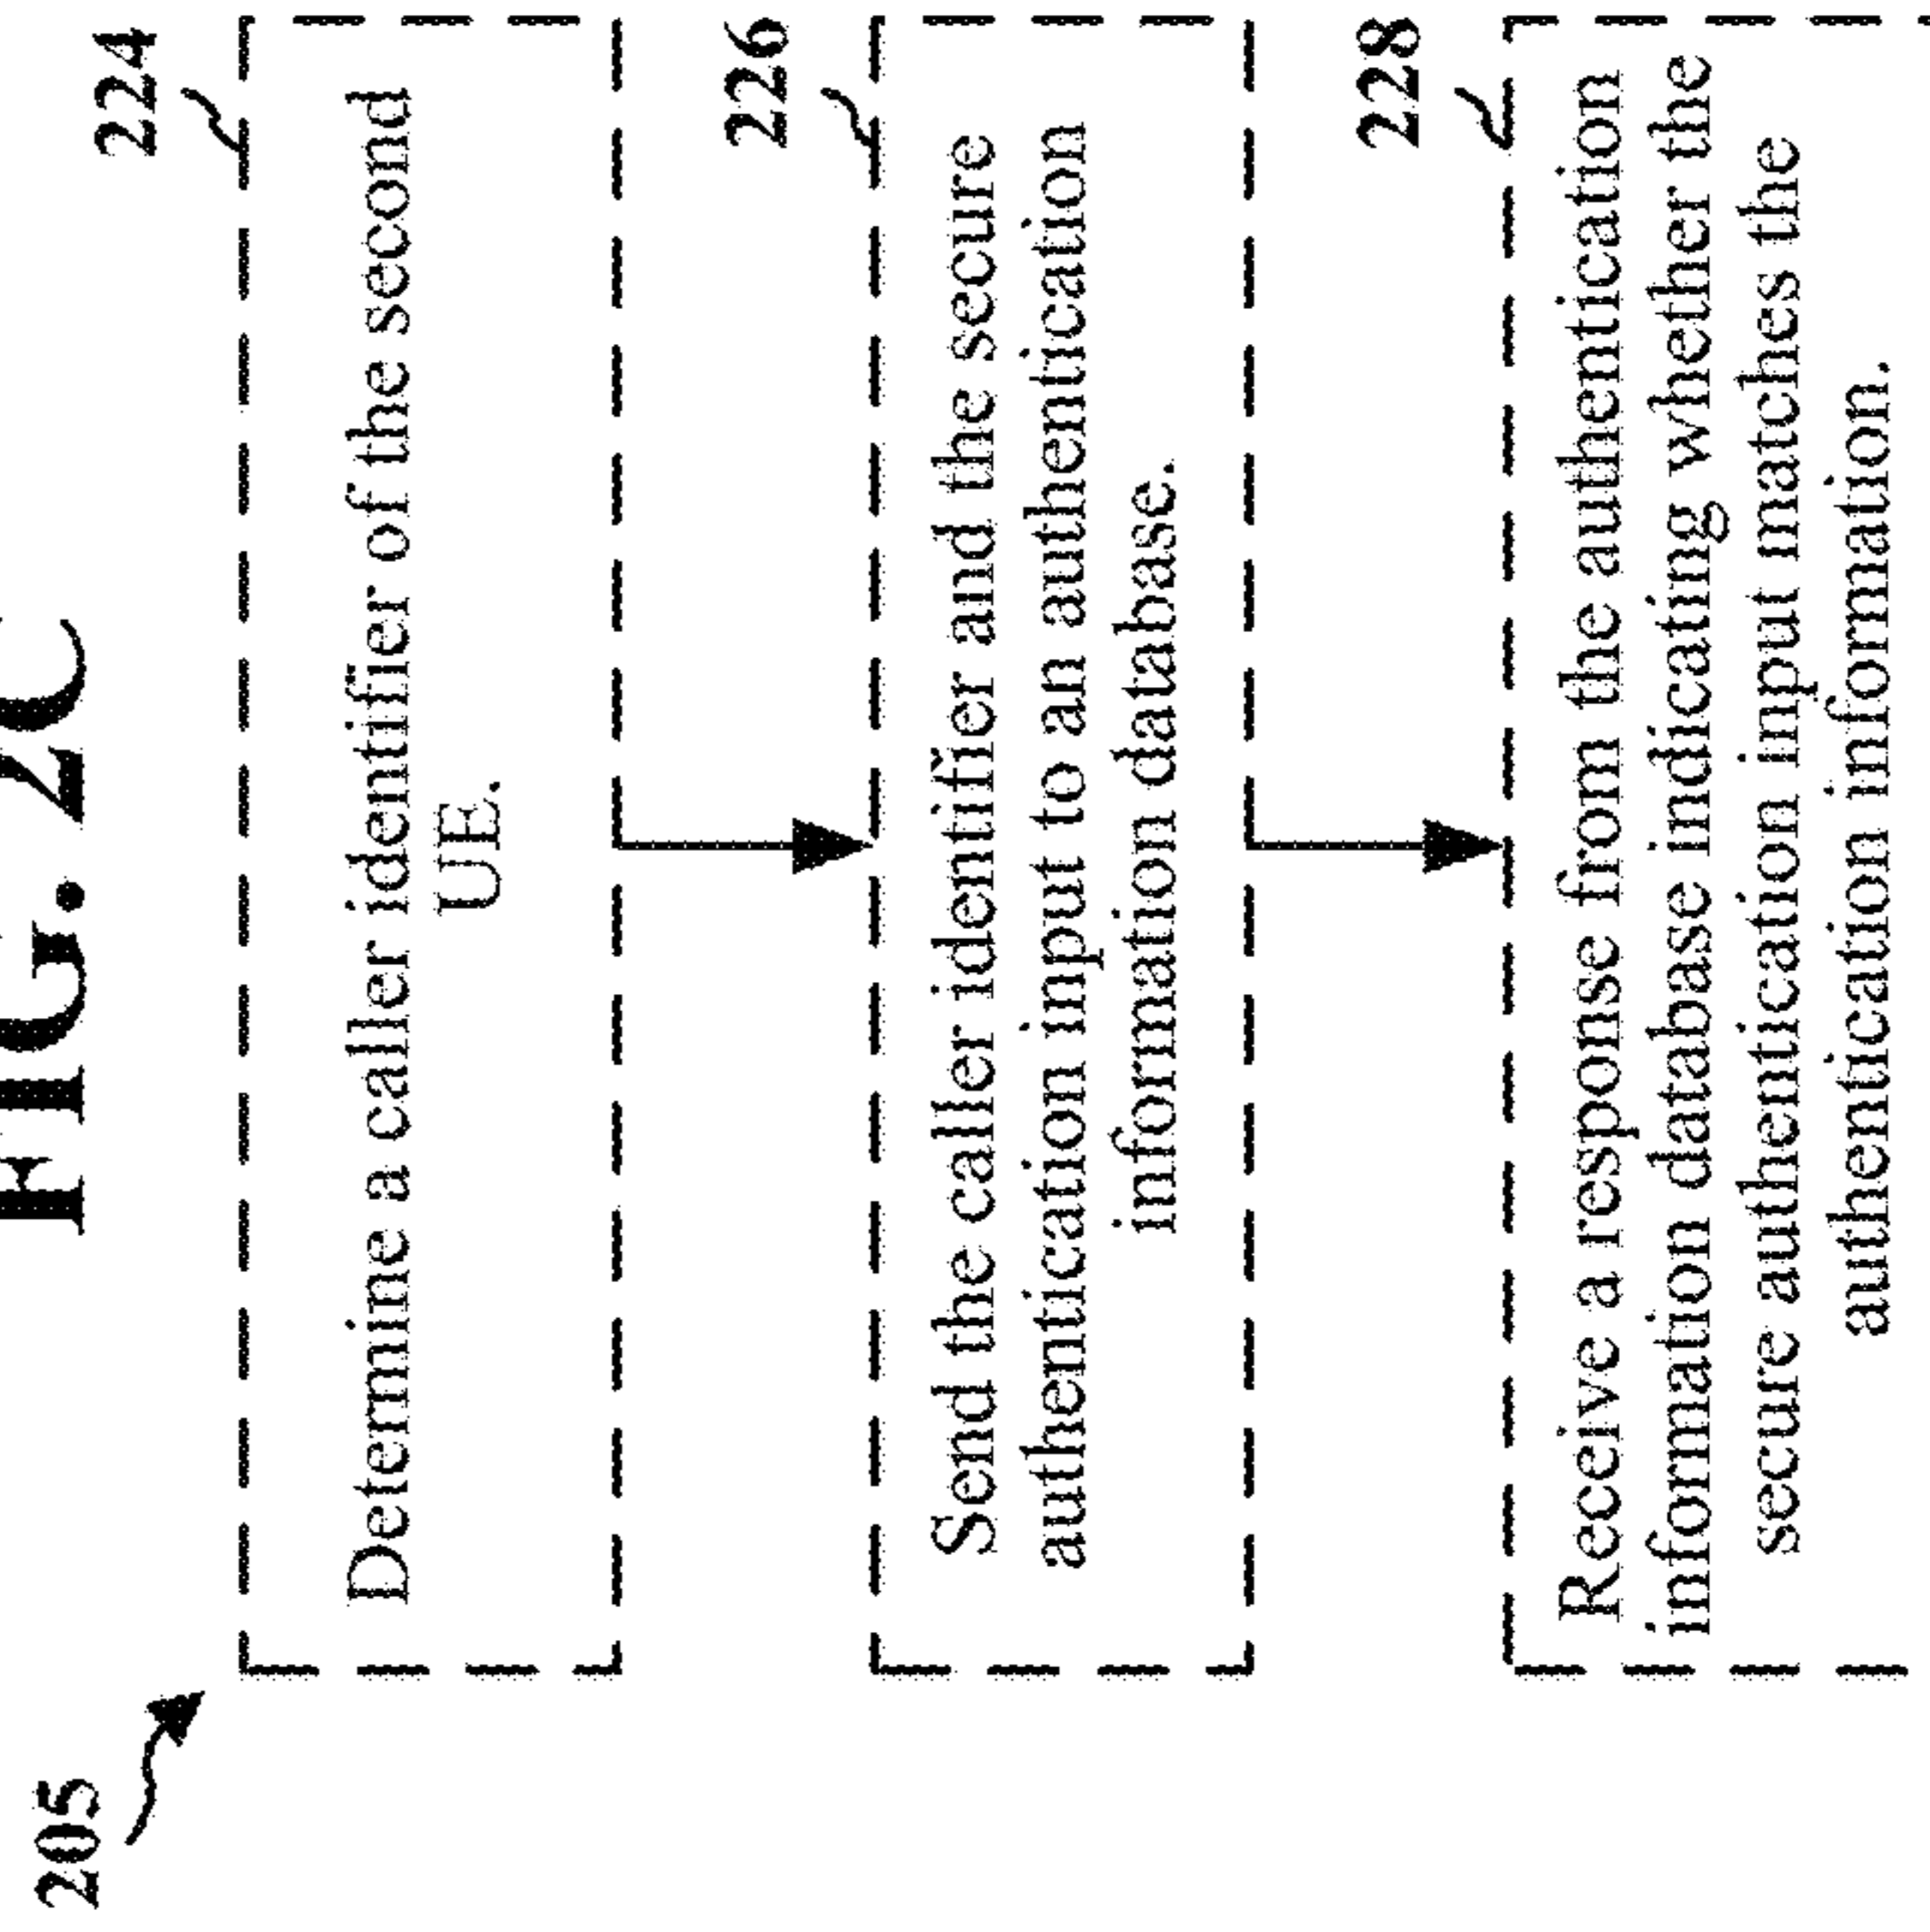 FIG. 2C
205
224
Determine a caller identifier of the second
UE.
226
Send the caller identifier and the secure
authentication input to an authentication
information database.
228
Receive a response from the authentication
information database indicating whether the
secure authentication input matches the
authentication information.